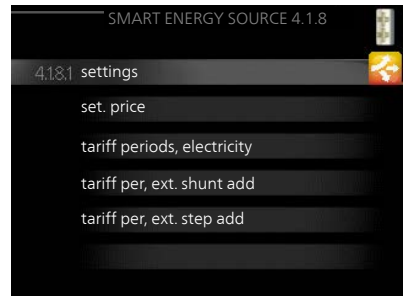 SMART ENERGY SOURCE 4.1.8
4.1.8.1 settings
set. price
tariff periods, electricity
tariff per, ext. shunt add
tariff per, ext. step add